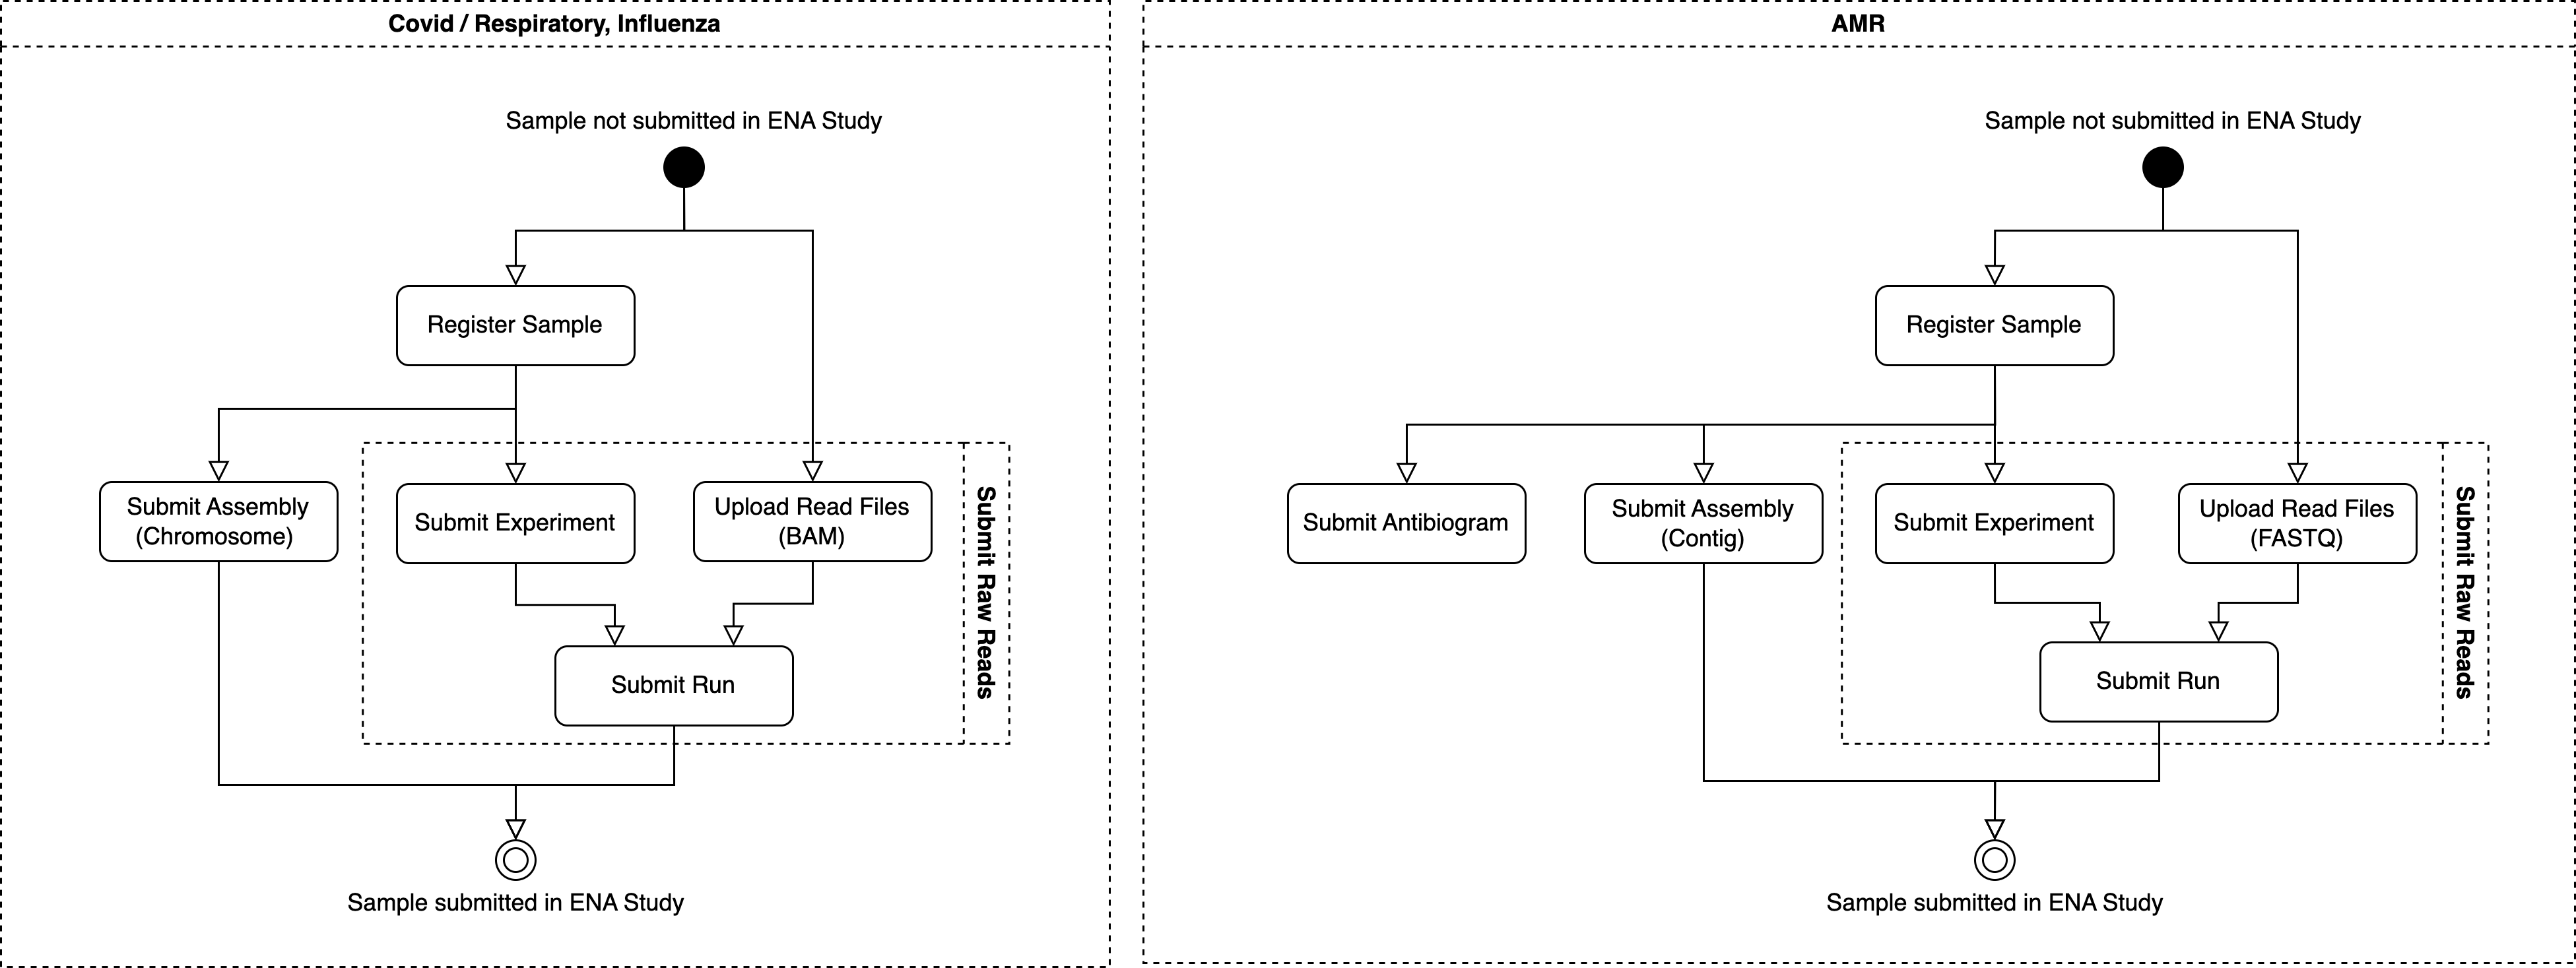 Covid / Respiratory, Influenza
Sample not submitted in ENA Study
Register Sample
Submit Assembly
(Chromosome)
Submit Experiment
Upload Read Files
(BAM)
Submit Raw Reads
Submit Run
Sample submitted in ENA Study
AMR
Sample not submitted in ENA Study
Register Sample
Submit Antibiogram
Submit Assembly
(Contig)
Submit Experiment
Upload Read Files
(FASTQ)
Submit Raw Reads
Submit Run
Sample submitted in ENA Study